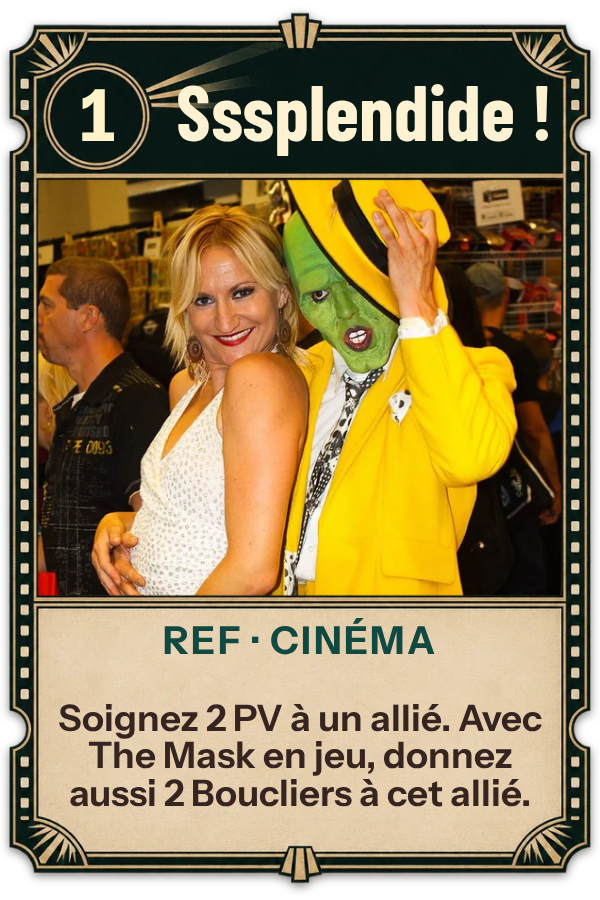 1 Sssplendide !
REF · CINÉMA
Soignez 2 PV à un allié. Avec
The Mask en jeu, donnez
aussi 2 Boucliers à cet allié.